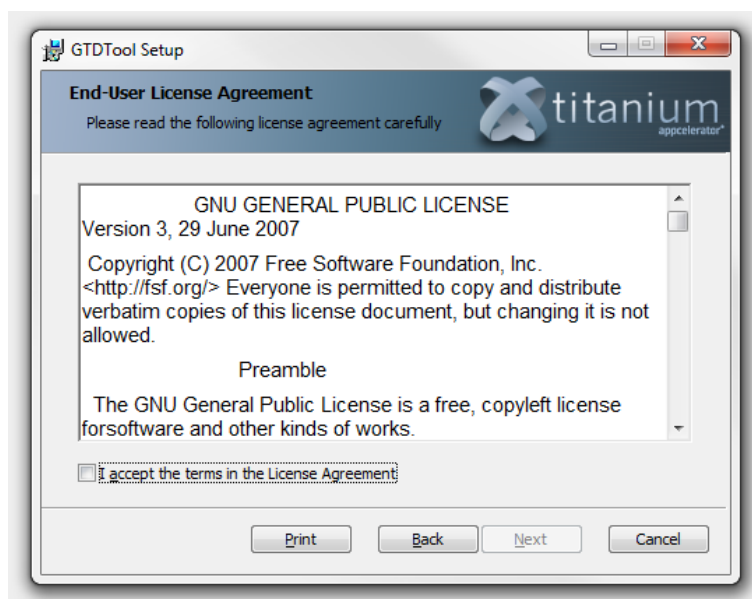 GTDTool Setup
End-User License Agreement
Please read the following license agreement carefully
titanium
appcelerator®
GNU GENERAL PUBLIC LICENSE
Version 3, 29 June 2007
Copyright (C) 2007 Free Software Foundation, Inc.
<http://fsf.org/> Everyone is permitted to copy and distribute
verbatim copies of this license document, but changing it is not
allowed.
Preamble
The GNU General Public License is a free, copyleft license
forsoftware and other kinds of works.
I accept the terms in the License Agreement
Print
Back
Next
Cancel